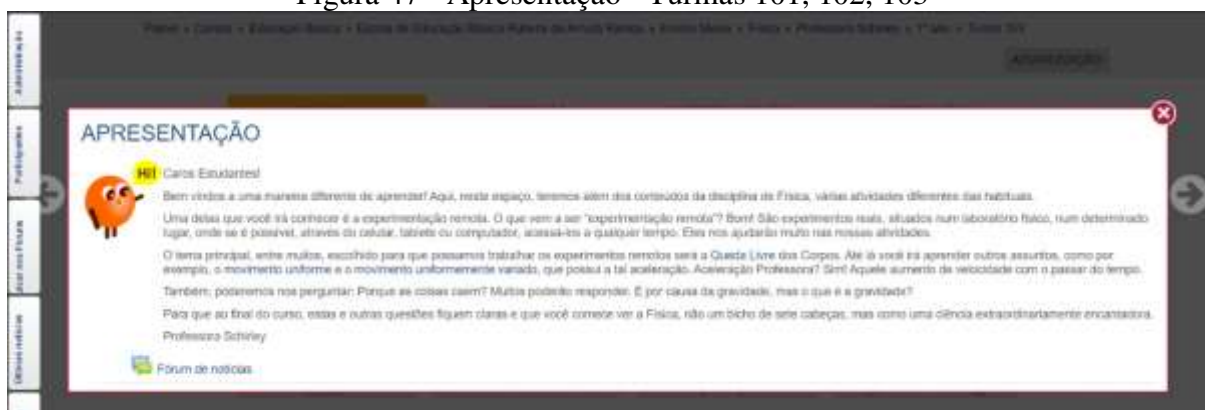 Figura 47 - Apresentação - Turmas 101, 102, 103
Administração
Participantes
Últimas notícias
APRESENTAÇÃO
Hi! Caros Estudantes!
Bem vindos a uma maneira diferente de aprender! Aqui, neste espaço, teremos além dos conteúdos da disciplina de Física, várias atividades diferentes das habituais.
Uma delas que você irá conhecer é a experimentação remota. O que vem a ser "experimentação remota"? Bom! São experimentos reais, situados num laboratório físico, num determinado
lugar, onde se é possível, através do celular, tablete ou computador, acessá-los a qualquer tempo. Eles nos ajudarão muito nas nossas atividades.
O tema principal, entre muitos, escolhido para que possamos trabalhar os experimentos remotos será a Queda Livre dos Corpos. Até lá você irá aprender outros assuntos, como por
exemplo, o movimento uniforme e o movimento uniformemente variado, que possui a tal aceleração. Aceleração Professora? Sim! Aquele aumento de velocidade com o passar do tempo.
Também, poderemos nos perguntar: Porque as coisas caem? Muitos poderão responder: É por causa da gravidade, mas o que é a gravidade?
Para que ao final do curso, essas e outras questões fiquem claras e que você comece ver a Física, não um bicho de sete cabeças, mas como uma ciência extraordinariamente encantadora.
Professora Schirley
Fórum de notícias